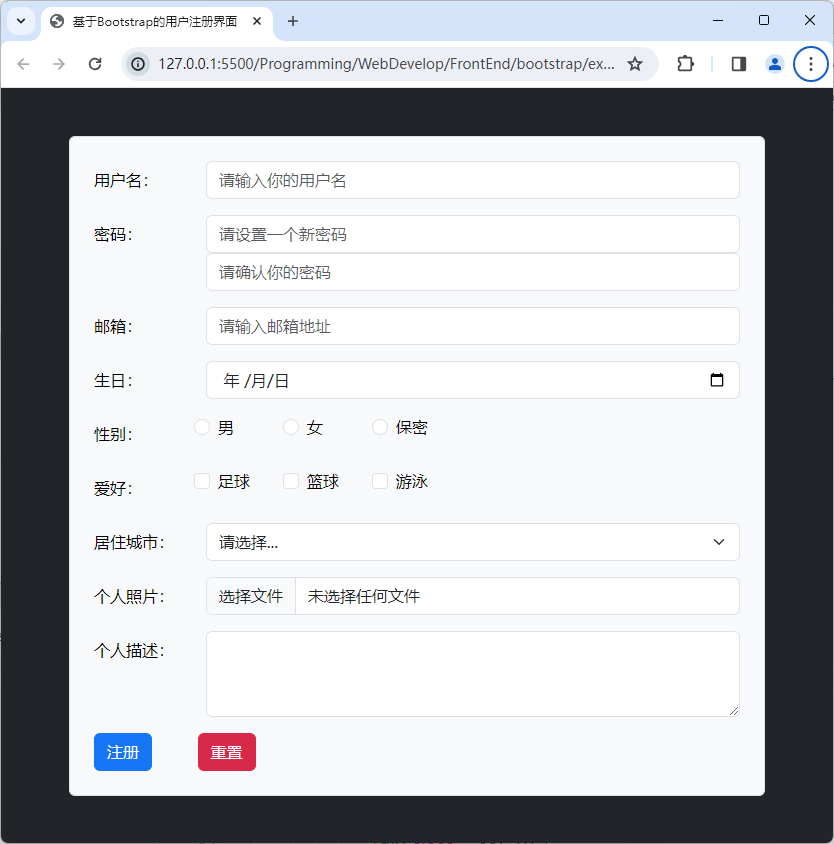 基于Bootstrap的用户注册界面
127.0.0.1:5500/Programming/WebDevelop/FrontEnd/bootstrap/ex...
用户名: 请输入你的用户名
密码: 请设置一个新密码
请确认你的密码
邮箱: 请输入邮箱地址
生日: 年 /月/日
性别: 男 女 保密
爱好: 足球 篮球 游泳
居住城市: 请选择...
个人照片: 选择文件 未选择任何文件
个人描述:
注册 重置